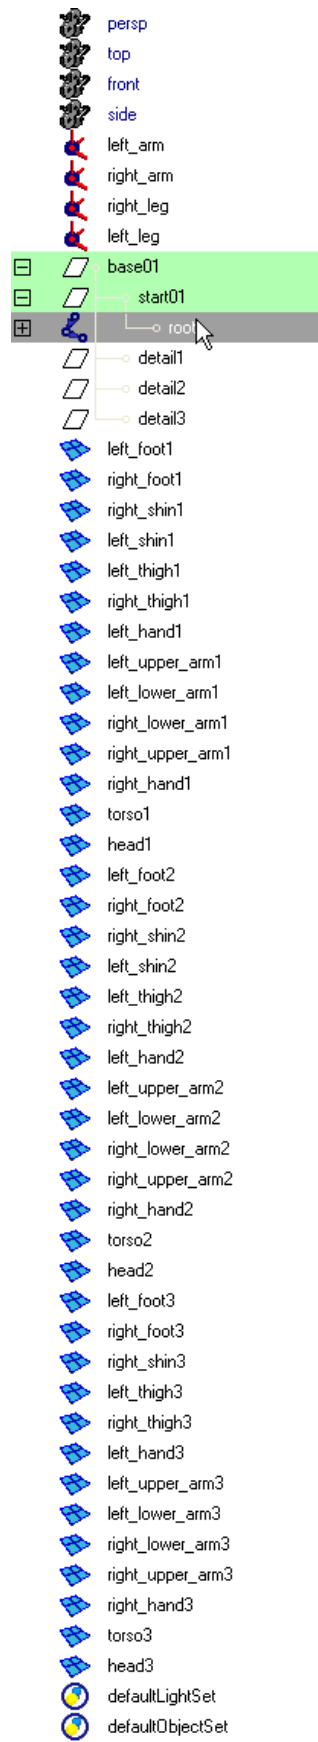 persp
top
front
side
left_arm
right_arm
right_leg
left_leg
base01
start01
root
detail1
detail2
detail3
left_foot1
right_foot1
right_shin1
left_shin1
left_thigh1
right_thigh1
left_hand1
left_upper_arm1
left_lower_arm1
right_lower_arm1
right_upper_arm1
right_hand1
torso1
head1
left_foot2
right_foot2
right_shin2
left_shin2
left_thigh2
right_thigh2
left_hand2
left_upper_arm2
left_lower_arm2
right_lower_arm2
right_upper_arm2
right_hand2
torso2
head2
left_foot3
right_foot3
right_shin3
left_thigh3
right_thigh3
left_hand3
left_upper_arm3
left_lower_arm3
right_lower_arm3
right_upper_arm3
right_hand3
torso3
head3
defaultLightSet
defaultObjectSet